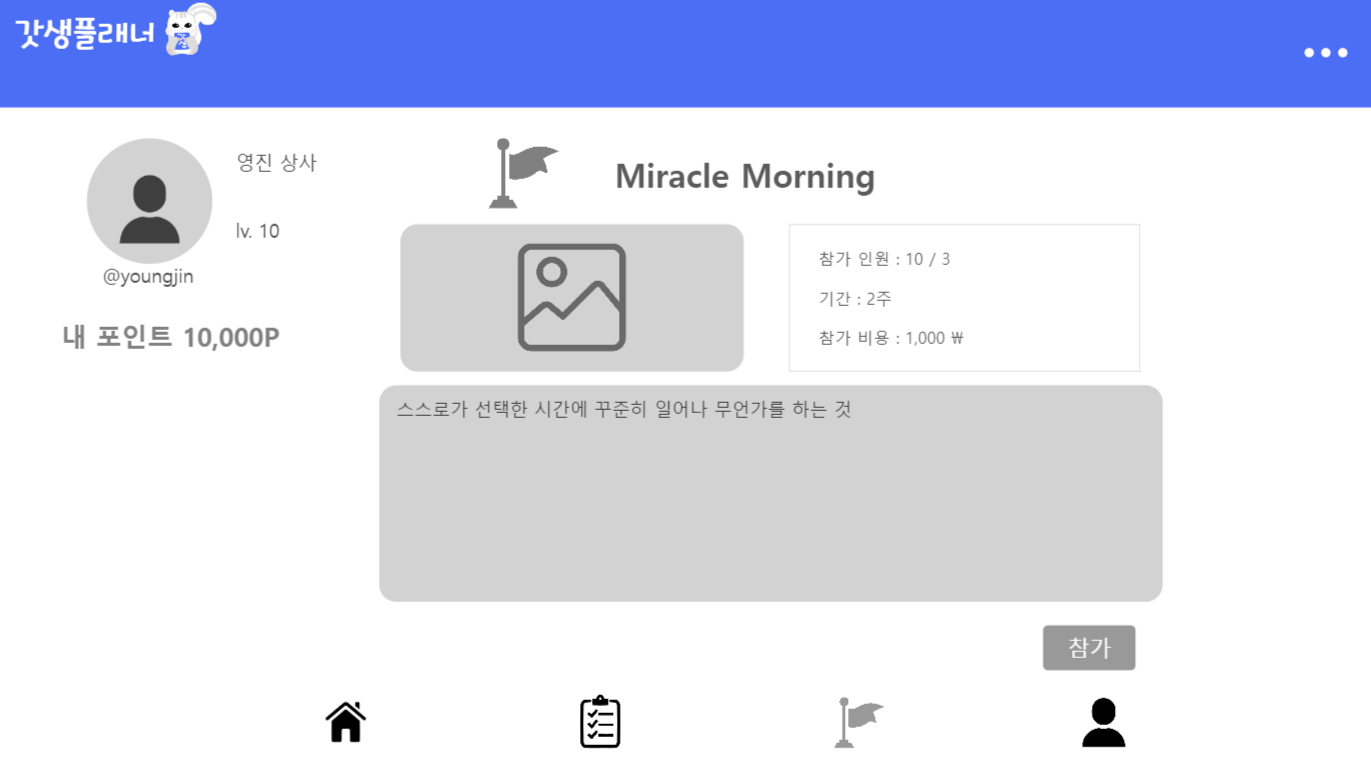 갓생플래너
영진 상사
lv. 10
@youngjin
내 포인트 10,000P
Miracle Morning
참가 인원 : 10 / 3
기간 : 2주
참가 비용 : 1,000 ₩
스스로가 선택한 시간에 꾸준히 일어나 무언가를 하는 것
참가